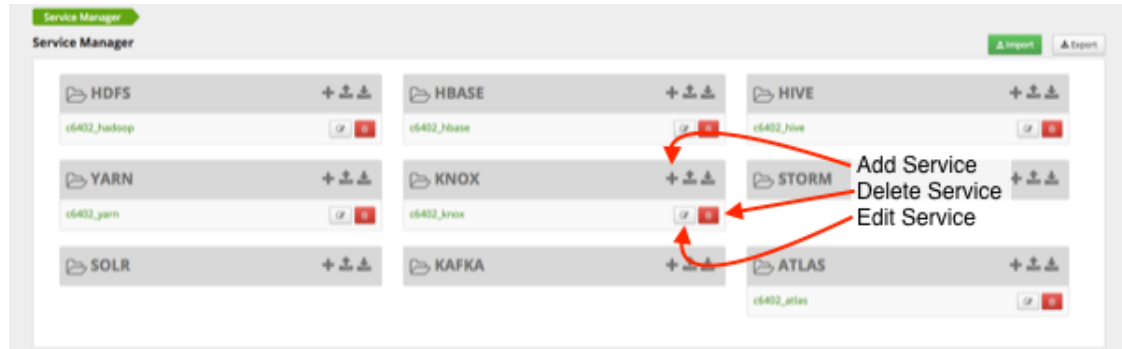 Service Manager
Service Manager
Import Export
HDFS
HBASE
HIVE
c6402_hadoop
c6402_hbase
c6402_hive
Add Service
YARN
KNOX
STORM
Delete Service
c6402_yarn
c6402_knox
Edit Service
SOLR
KAFKA
ATLAS
c6402_atlas